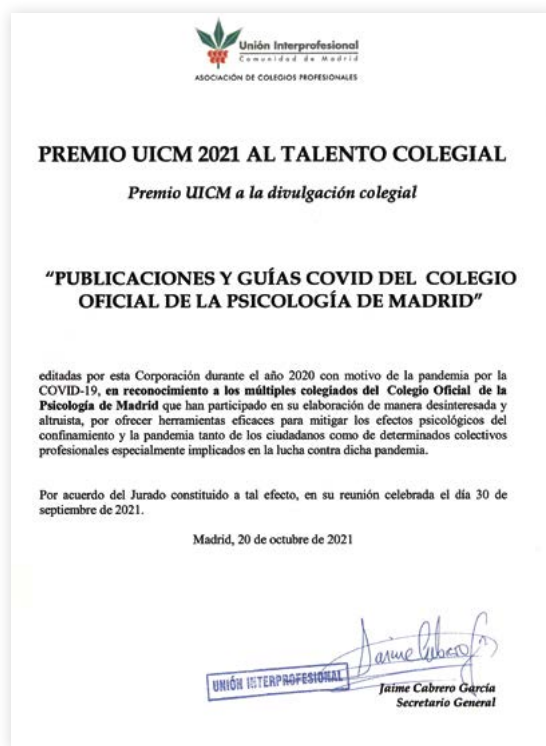 Unión Interprofesional
Comunidad de Madrid
ASOCIACIÓN DE COLEGIOS PROFESIONALES
PREMIO UICM 2021 AL TALENTO COLEGIAL
Premio UICM a la divulgación colegial
"PUBLICACIONES Y GUÍAS COVID DEL COLEGIO
OFICIAL DE LA PSICOLOGÍA DE MADRID"
editadas por esta Corporación durante el año 2020 con motivo de la pandemia por la
COVID-19, en reconocimiento a los múltiples colegiados del Colegio Oficial de la
Psicología de Madrid que han participado en su elaboración de manera desinteresada y
altruista, por ofrecer herramientas eficaces para mitigar los efectos psicológicos del
confinamiento y la pandemia tanto de los ciudadanos como de determinados colectivos
profesionales especialmente implicados en la lucha contra dicha pandemia.
Por acuerdo del Jurado constituido a tal efecto, en su reunión celebrada el día 30 de
septiembre de 2021.
Madrid, 20 de octubre de 2021
Jaime Cabrero
UNIÓN INTERPROFESIONAL
Jaime Cabrero García
Secretario General